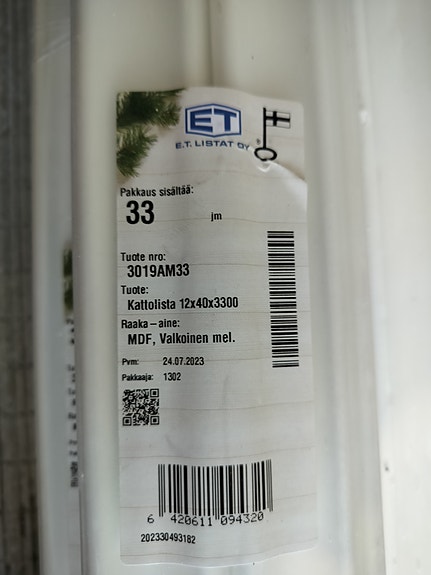 ET
E.T. LISTAT OY
Pakkaus sisältää:
33 jm
Tuote nro:
3019AM33
Tuote:
Kattolista 12x40x3300
Raaka-aine:
MDF, Valkoinen mel.
Pvm: 24.07.2023
Pakkaaja: 1302
6 420611 094320
202330493182